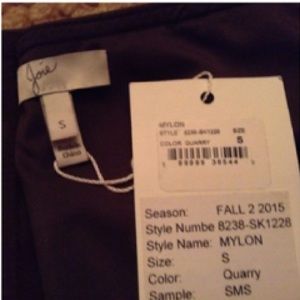 Joie
S
MYLON
STYLE 8238-SK1228 SIZE
COLOR QUARRY S
Season: FALL 2 2015
Style Numbe 8238-SK1228
Style Name: MYLON
Size: S
Color: Quarry
Sample: SMS